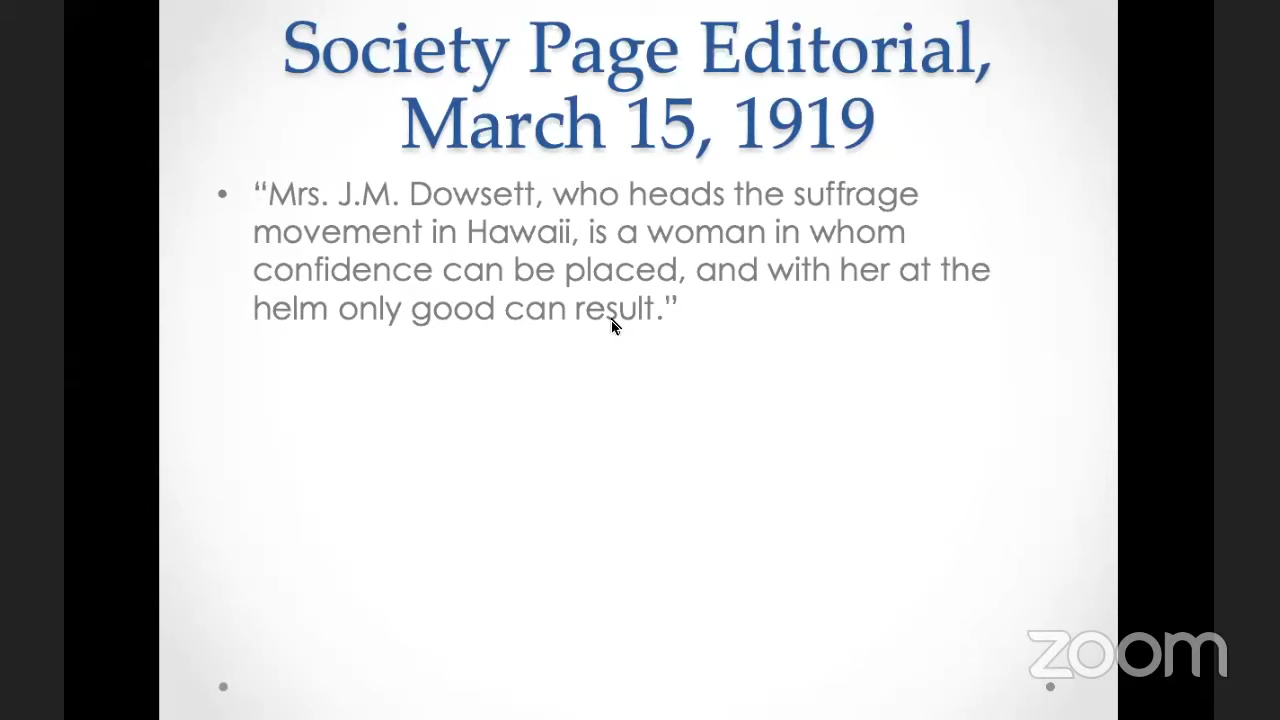 Society Page Editorial,
March 15, 1919
• “Mrs. J.M. Dowsett, who heads the suffrage
movement in Hawaii, is a woman in whom
confidence can be placed, and with her at the
helm only good can result.”
zoom